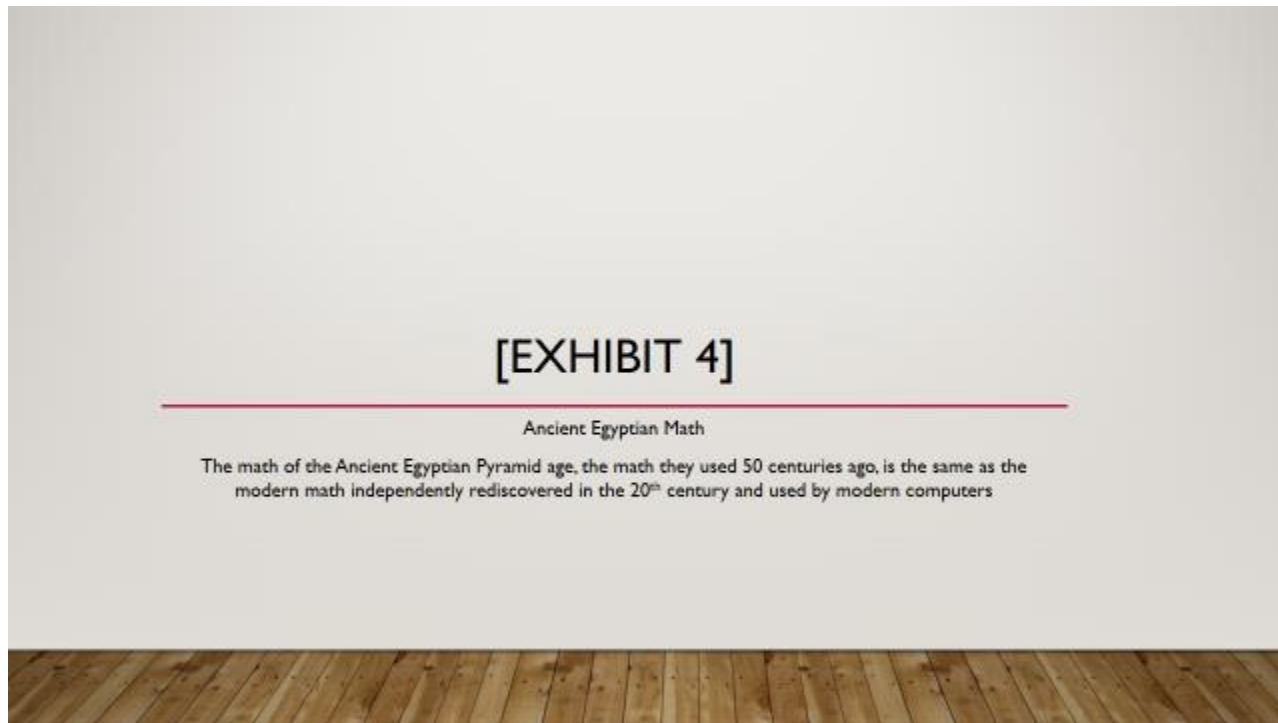 [EXHIBIT 4]
Ancient Egyptian Math
The math of the Ancient Egyptian Pyramid age, the math they used 50 centuries ago, is the same as the
modern math independently rediscovered in the 20th century and used by modern computers